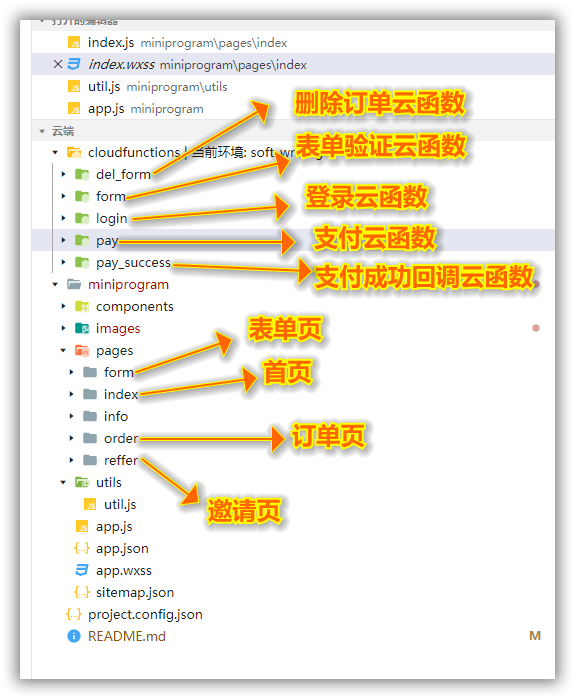 打开的编辑器
index.js miniprogram\pages\index
index.wxss miniprogram\pages\index
util.js miniprogram\utils
app.js miniprogram
删除订单云函数
云端
cloudfunctions | 当前环境:
表单验证云函数
del_form
form
登录云函数
login
支付云函数
pay
支付成功回调云函数
pay_success
miniprogram
components
images
表单页
pages
首页
form
index
info
订单页
order
reffer
utils
邀请页
util.js
app.js
{..} app.json
app.wxss
{..} sitemap.json
{..} project.config.json
README.md M